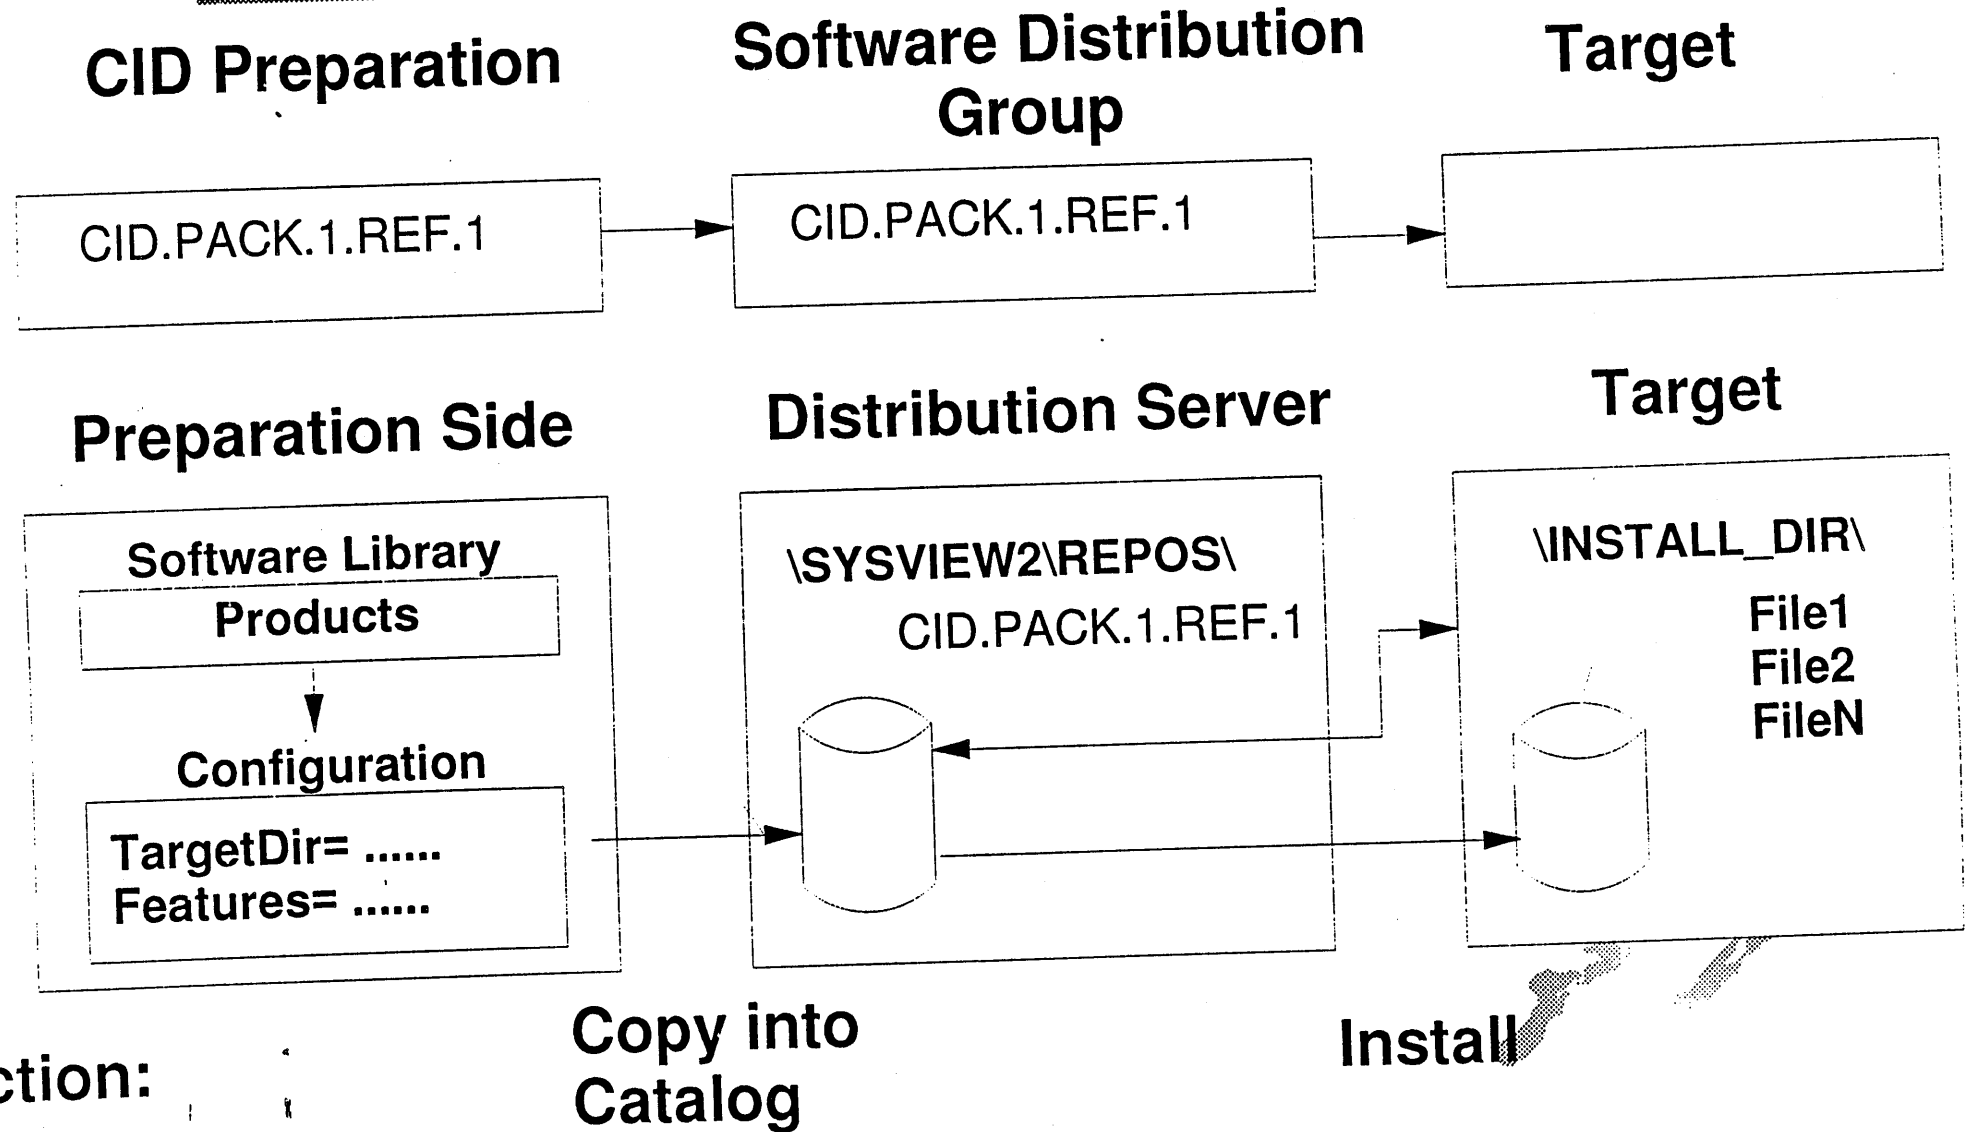 CID Preparation
Software Distribution
Group
Target
CID.PACK.1.REF.1
CID.PACK.1.REF.1
Preparation Side
Distribution Server
Target
Software Library
Products
Configuration
TargetDir= ......
Features= ......
\SYSVIEW2\REPOS\
CID.PACK.1.REF.1
\INSTALL_DIR\
File1
File2
FileN
ction:
Copy into
Catalog
Install